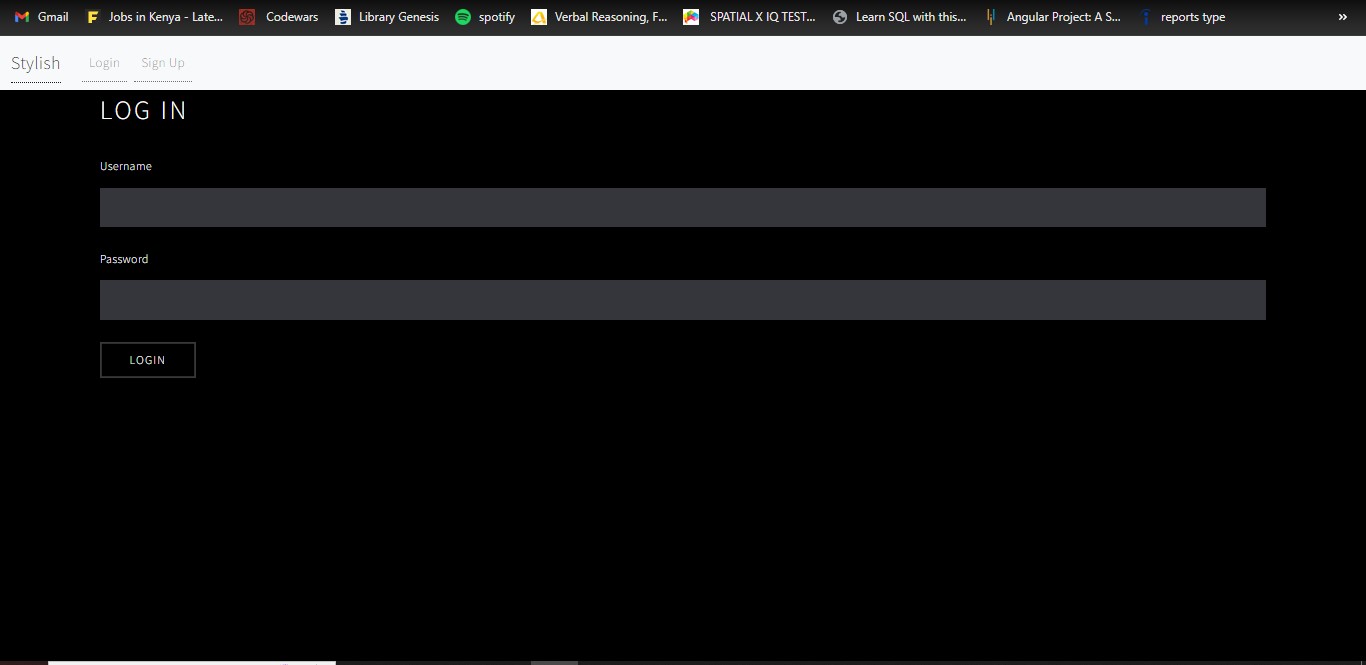 Gmail Jobs in Kenya - Late... Codewars Library Genesis spotify Verbal Reasoning, F... SPATIAL X IQ TEST... Learn SQL with this... Angular Project: A S... reports type »
Stylish Login Sign Up
LOG IN
Username
Password
LOGIN